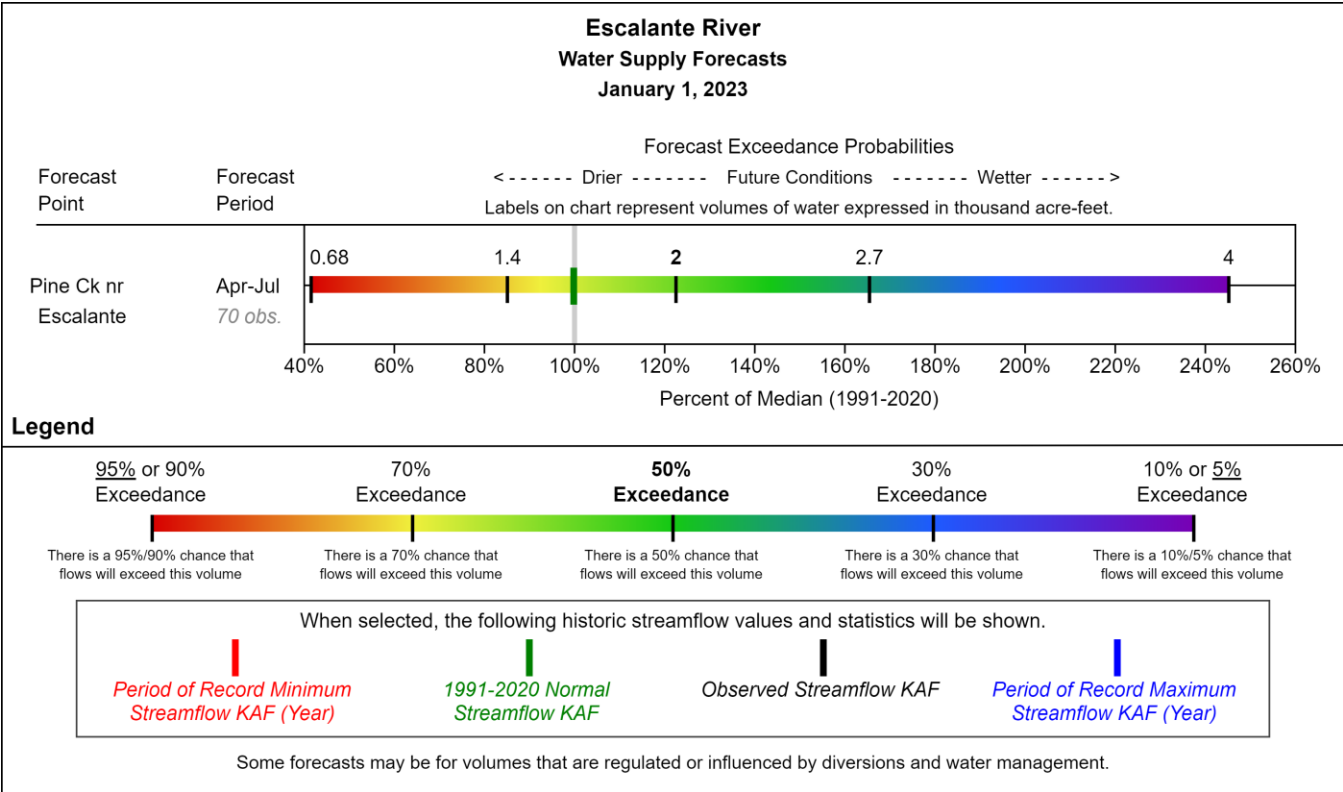 Escalante River
Water Supply Forecasts
January 1, 2023
Forecast Exceedance Probabilities
Forecast Point
Forecast Period
< - - - - - - Drier - - - - - - - Future Conditions - - - - - - - Wetter - - - - - - >
Labels on chart represent volumes of water expressed in thousand acre-feet.
0.68 1.4 2 2.7 4
Pine Ck nr Escalante
Apr-Jul
70 obs.
40% 60% 80% 100% 120% 140% 160% 180% 200% 220% 240% 260%
Percent of Median (1991-2020)
Legend
95% or 90% Exceedance
70% Exceedance
50% Exceedance
30% Exceedance
10% or 5% Exceedance
There is a 95%/90% chance that
flows will exceed this volume
There is a 70% chance that
flows will exceed this volume
There is a 50% chance that
flows will exceed this volume
There is a 30% chance that
flows will exceed this volume
There is a 10%/5% chance that
flows will exceed this volume
When selected, the following historic streamflow values and statistics will be shown.
Period of Record Minimum
Streamflow KAF (Year)
1991-2020 Normal
Streamflow KAF
Observed Streamflow KAF
Period of Record Maximum
Streamflow KAF (Year)
Some forecasts may be for volumes that are regulated or influenced by diversions and water management.